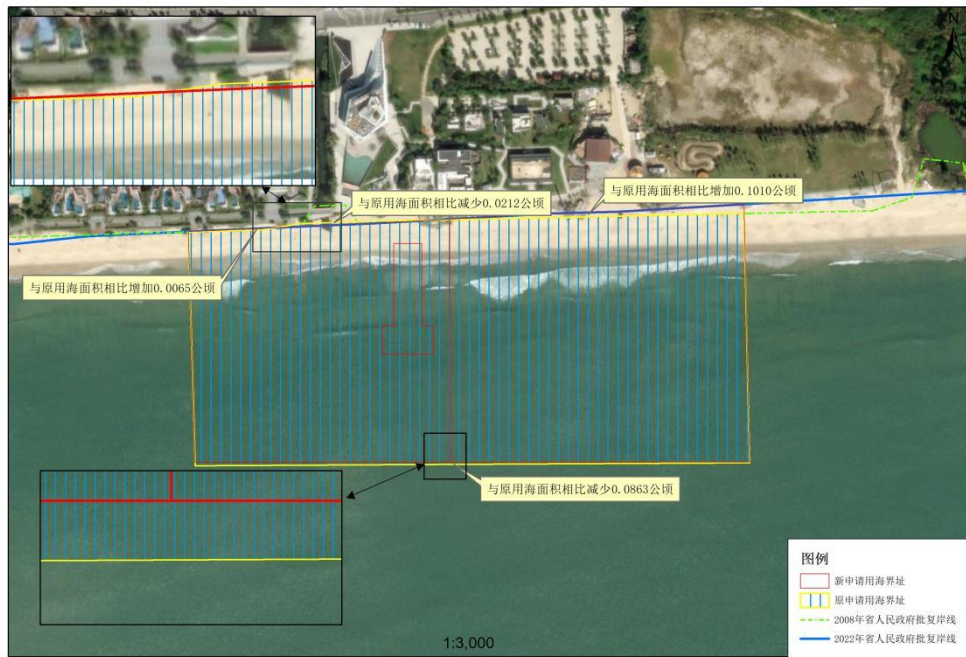 N
与原用海面积相比增加0.1010公顷
与原用海面积相比减少0.0212公顷
与原用海面积相比增加0.0065公顷
与原用海面积相比减少0.0863公顷
图例
新申请用海界址
原申请用海界址
2008年省人民政府批复岸线
2022年省人民政府批复岸线
1:3,000